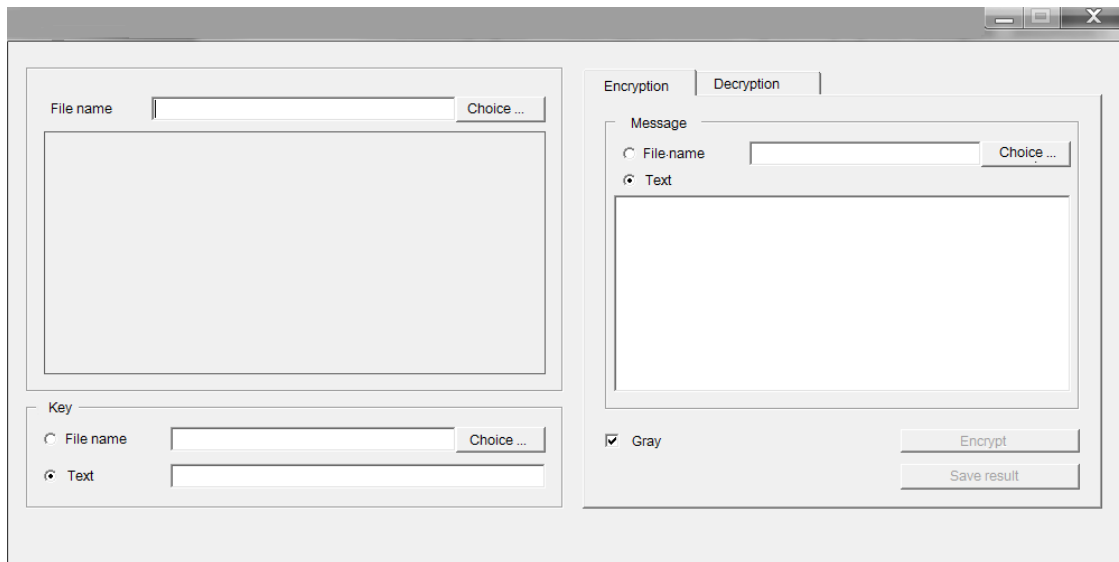 File name
Choice ...
Key
File name
Choice ...
Text
Encryption
Decryption
Message
File-name
Choice ...
Text
Gray
Encrypt
Save result